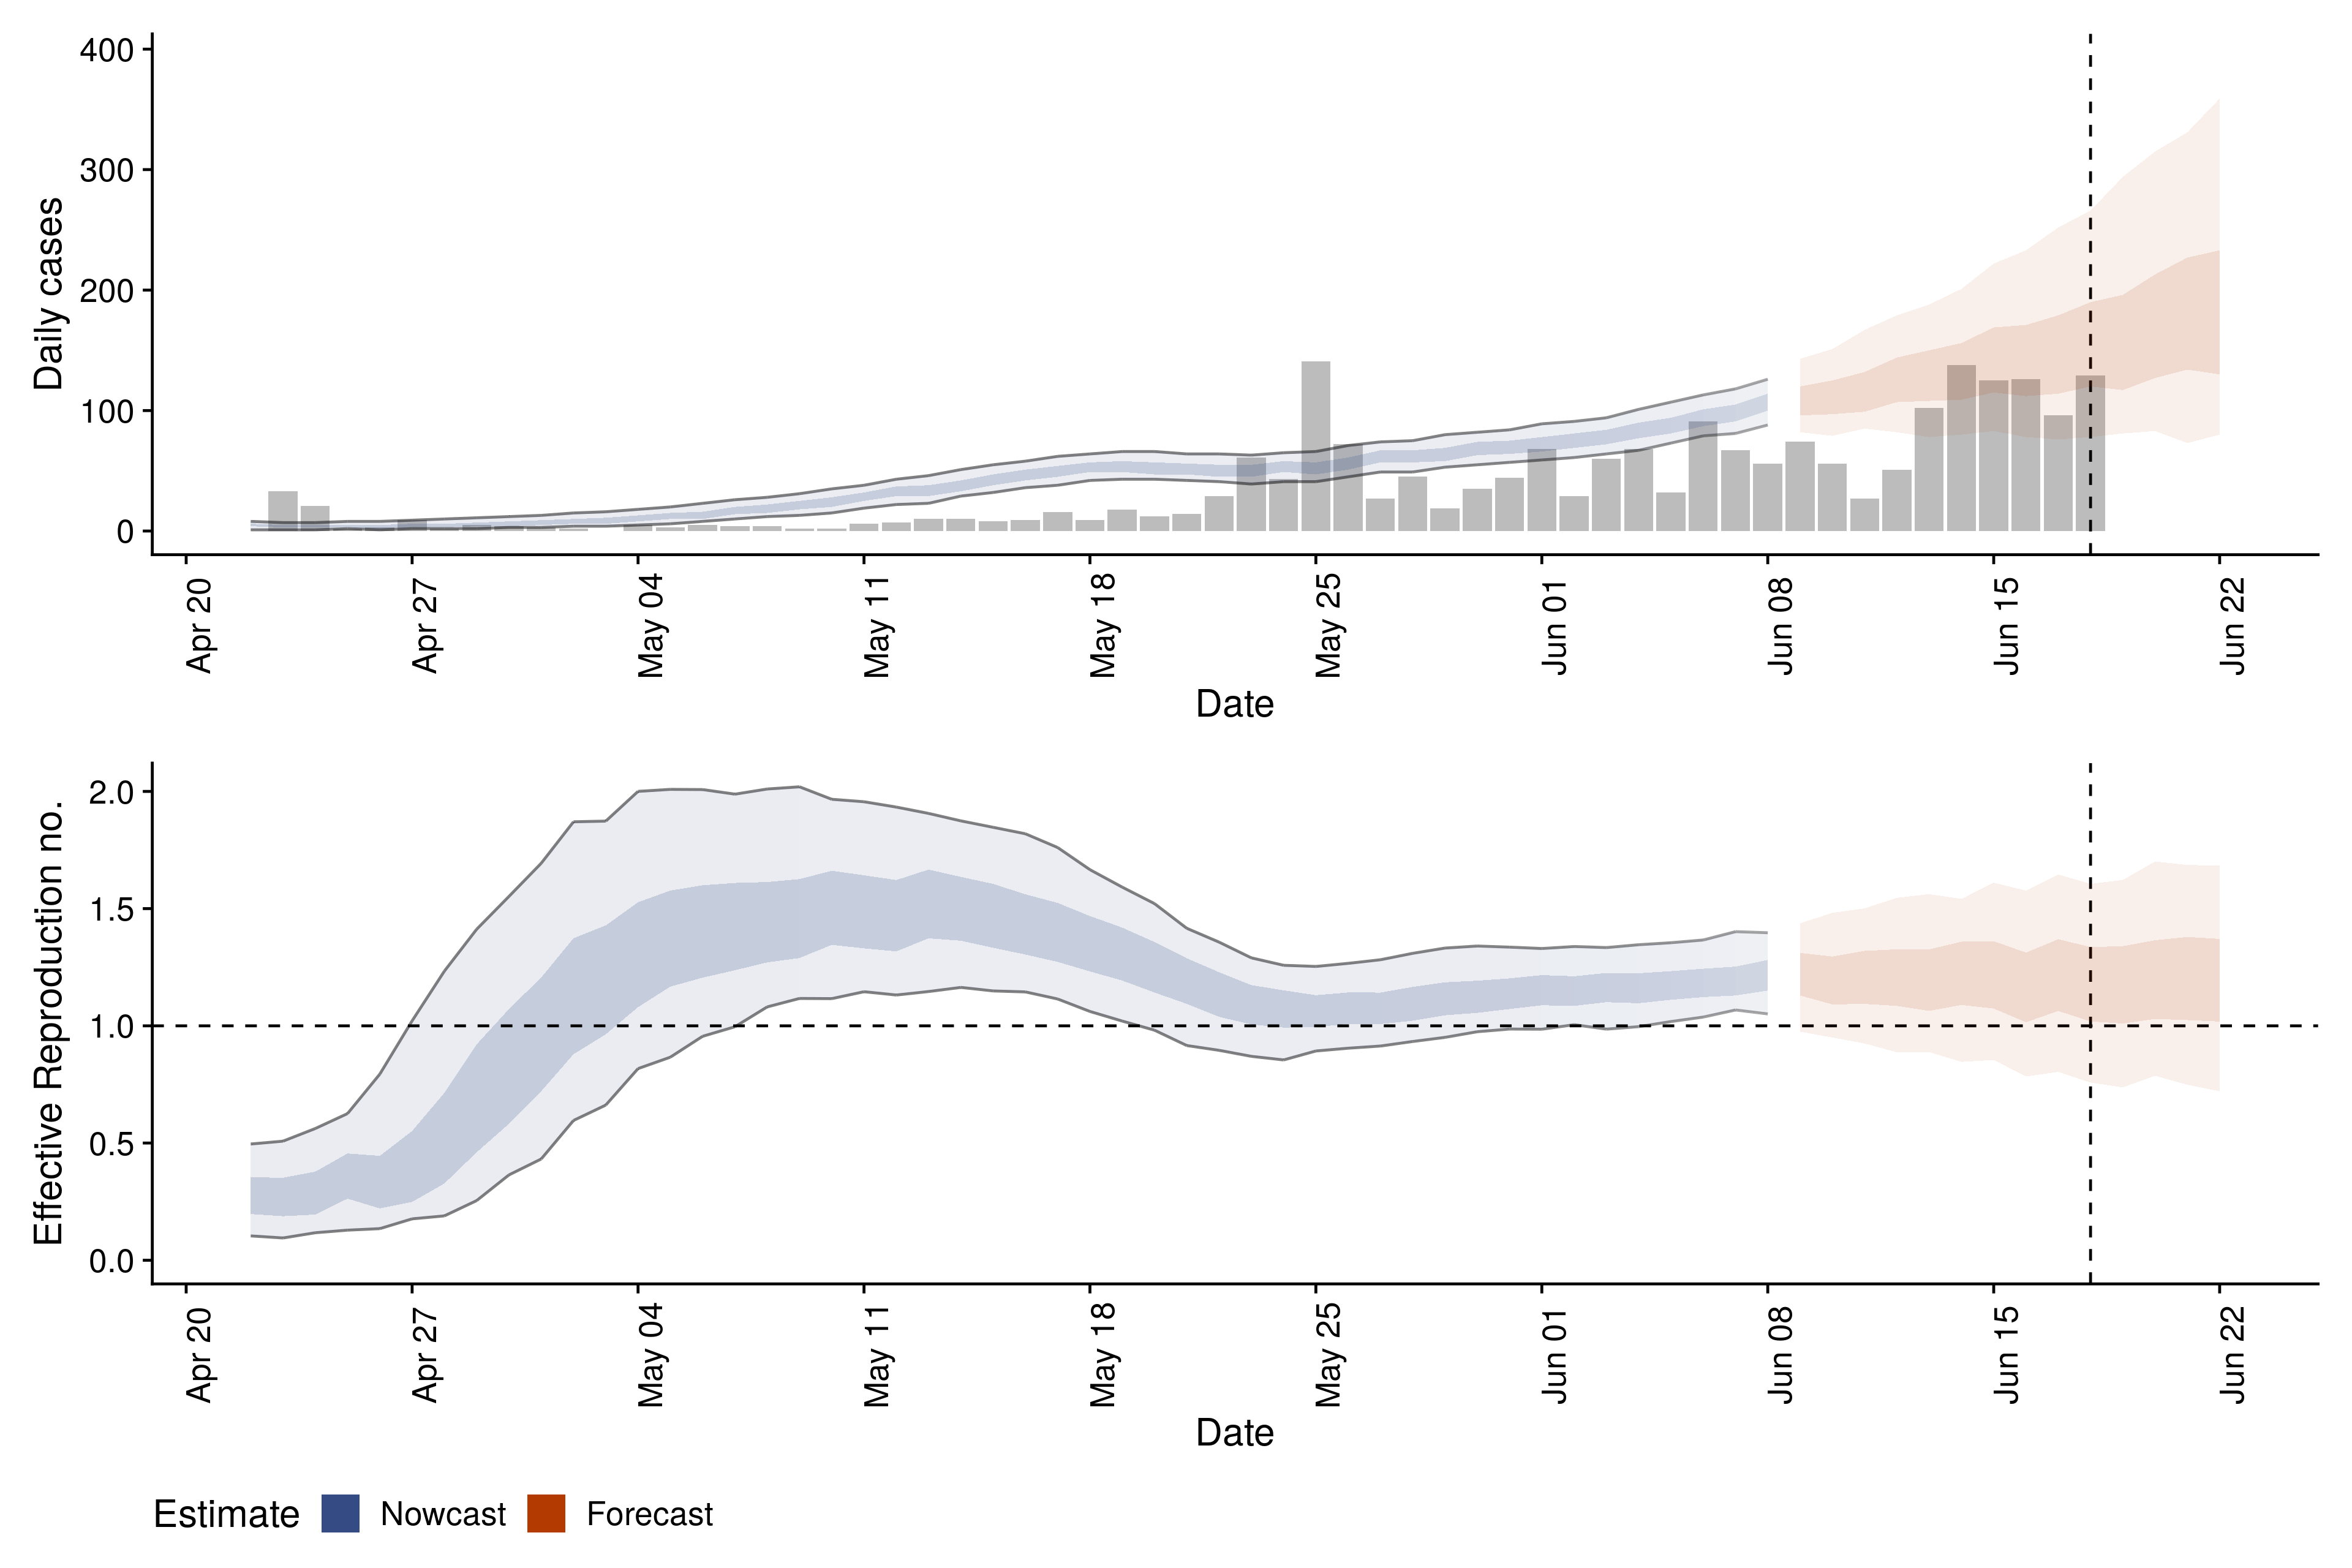 400
300
200
100
0
Daily cases
Apr 20
Apr 27
May 04
May 11
May 18
May 25
Jun 01
Jun 08
Jun 15
Jun 22
Date
2.0
1.5
1.0
0.5
0.0
Effective Reproduction no.
Apr 20
Apr 27
May 04
May 11
May 18
May 25
Jun 01
Jun 08
Jun 15
Jun 22
Date
Estimate Nowcast Forecast